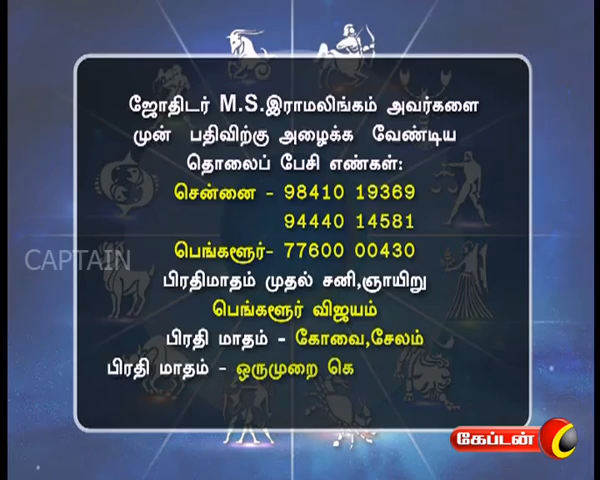 ஜோதிடர் M.S.இராமலிங்கம் அவர்களை
முன் பதிவிற்கு அழைக்க வேண்டிய
தொலைப் பேசி எண்கள்:
சென்னை - 98410 19369
94440 14581
பெங்களூர்- 77600 00430
CAPTAIN
பிரதிமாதம் முதல் சனி,ஞாயிறு
பெங்களூர் விஜயம்
பிரதி மாதம் - கோவை,சேலம்
பிரதி மாதம் - ஒருமுறை கெ
கேப்டன்